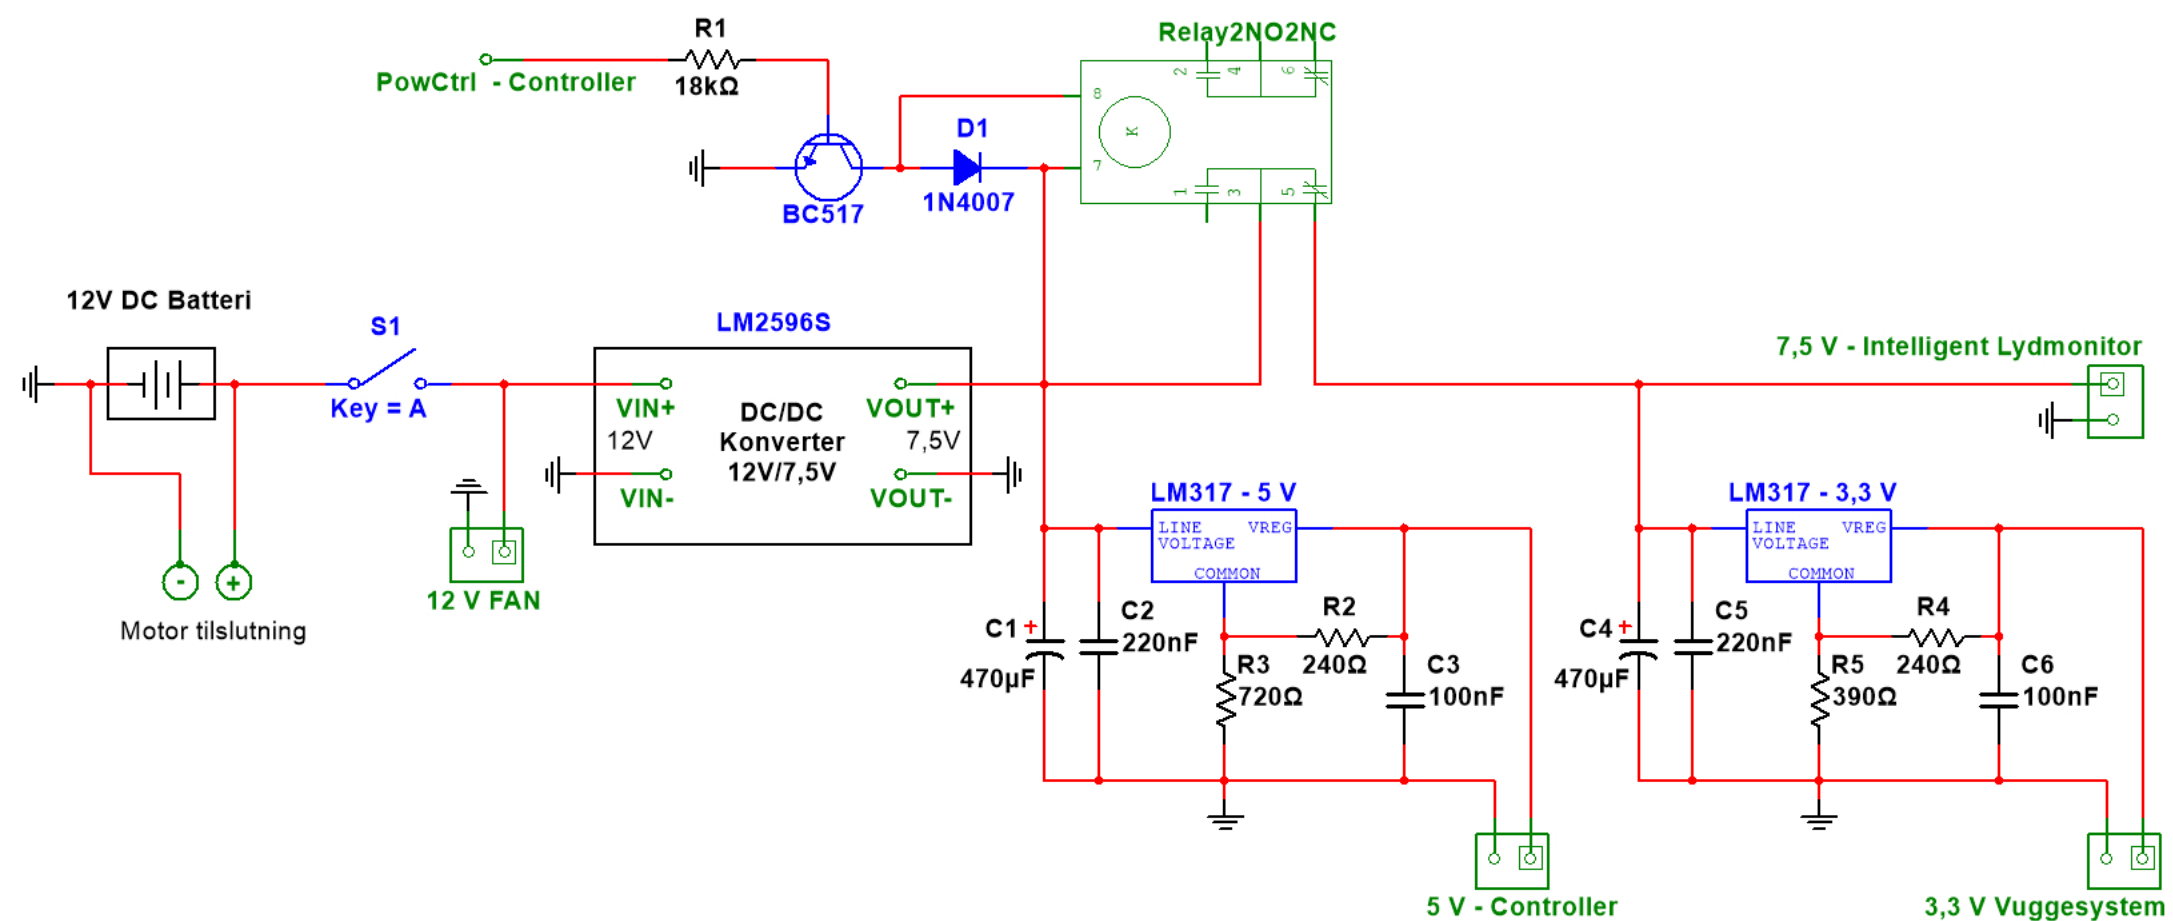 R1
18kΩ
PowCtrl - Controller
Relay2NO2NC
2
4
6
8
K
7
1
3
5
D1
1N4007
BC517
12V DC Batteri
S1
Key = A
LM2596S
VIN+
12V
VIN-
DC/DC
Konverter
12V/7,5V
VOUT+
7,5V
VOUT-
-
+
Motor tilslutning
12 V FAN
7,5 V - Intelligent Lydmonitor
LM317 - 5 V
LINE VREG
VOLTAGE
COMMON
C1 +
470µF
C2
220nF
R2
240Ω
R3
720Ω
C3
100nF
5 V - Controller
LM317 - 3,3 V
LINE VREG
VOLTAGE
COMMON
C4 +
470µF
C5
220nF
R4
240Ω
R5
390Ω
C6
100nF
3,3 V Vuggesystem